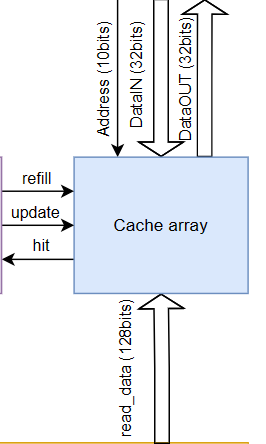 Address (10bits)
DataIN (32bits)
DataOUT (32bits)
refill
update
hit
Cache array
read_data (128bits)